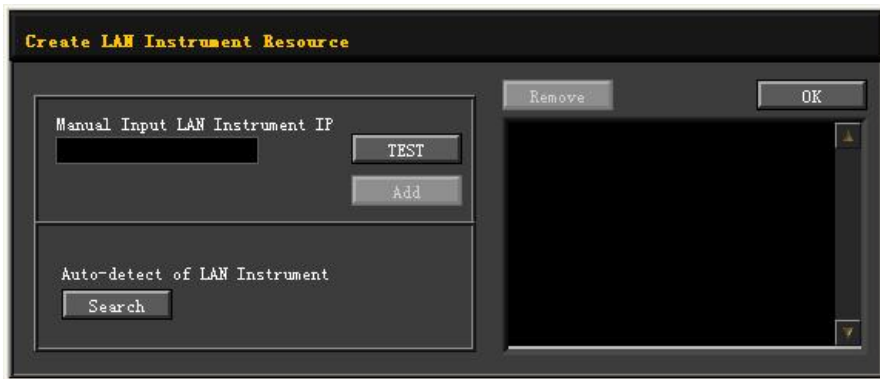 Create LAN Instrument Resource
Manual Input LAN Instrument IP
TEST
Add
Auto-detect of LAN Instrument
Search
Remove
OK